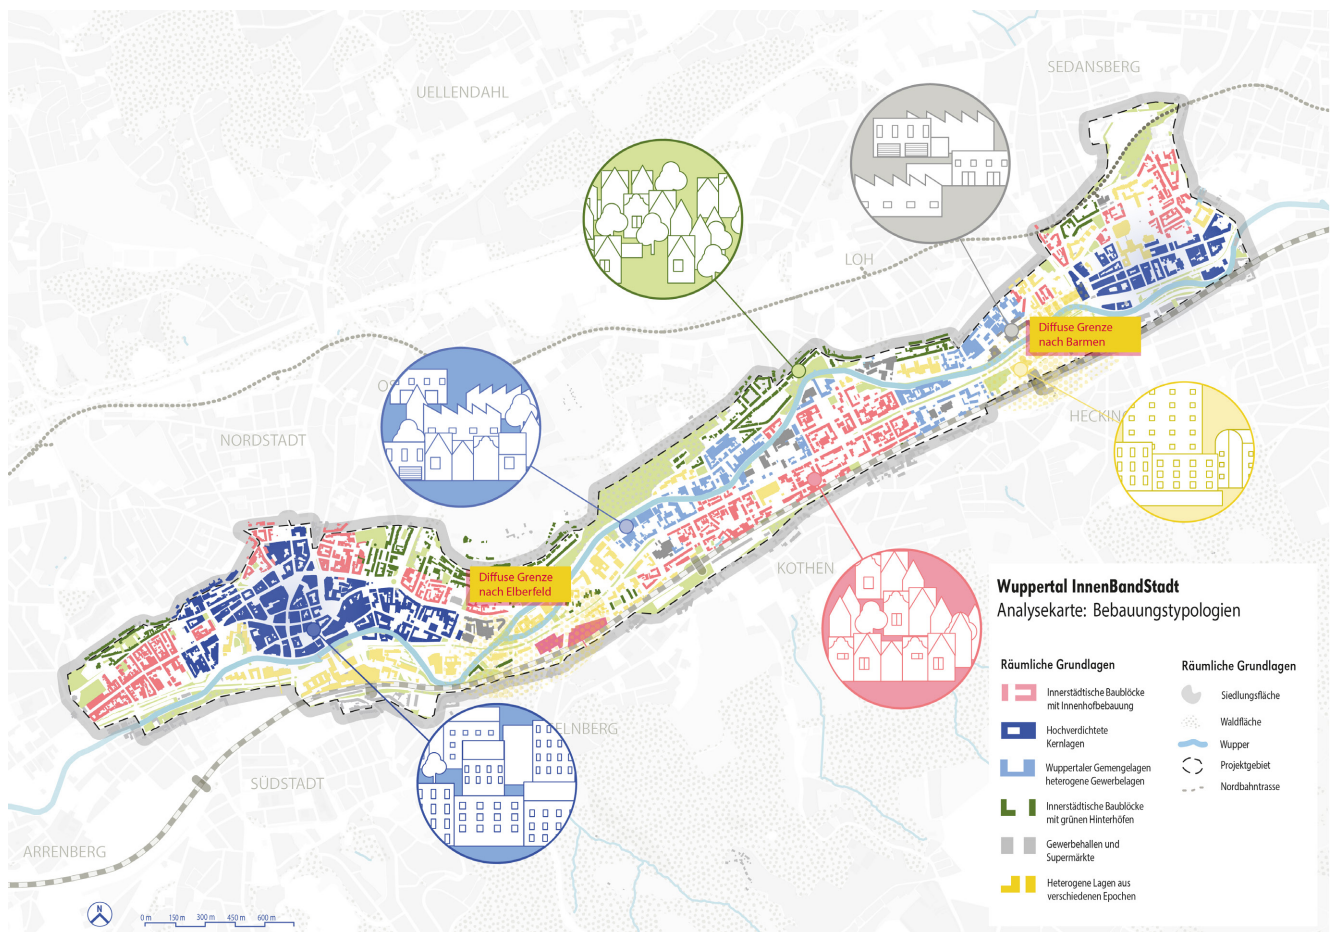 SEDANSBERG
UELLENDAHL
LOH
Diffuse Grenze
nach Barmen
NORDSTADT
Diffuse Grenze
nach Elberfeld
KOTHEN
SÜDSTADT
ARRENBERG
N
0 m 150 m 300 m 450 m 600 m
Wuppertal InnenBandStadt
Analysekarte: Bebauungstypologien
Räumliche Grundlagen
Innerstädtische Baublöcke
mit Innenhofbebauung
Hochverdichtete
Kernlagen
Wuppertaler Gemengelagen
heterogene Gewerbelagen
Innerstädtische Baublöcke
mit grünen Hinterhöfen
Gewerbehallen und
Supermärkte
Heterogene Lagen aus
verschiedenen Epochen
Räumliche Grundlagen
Siedlungsfläche
Waldfläche
Wupper
Projektgebiet
Nordbahntrasse